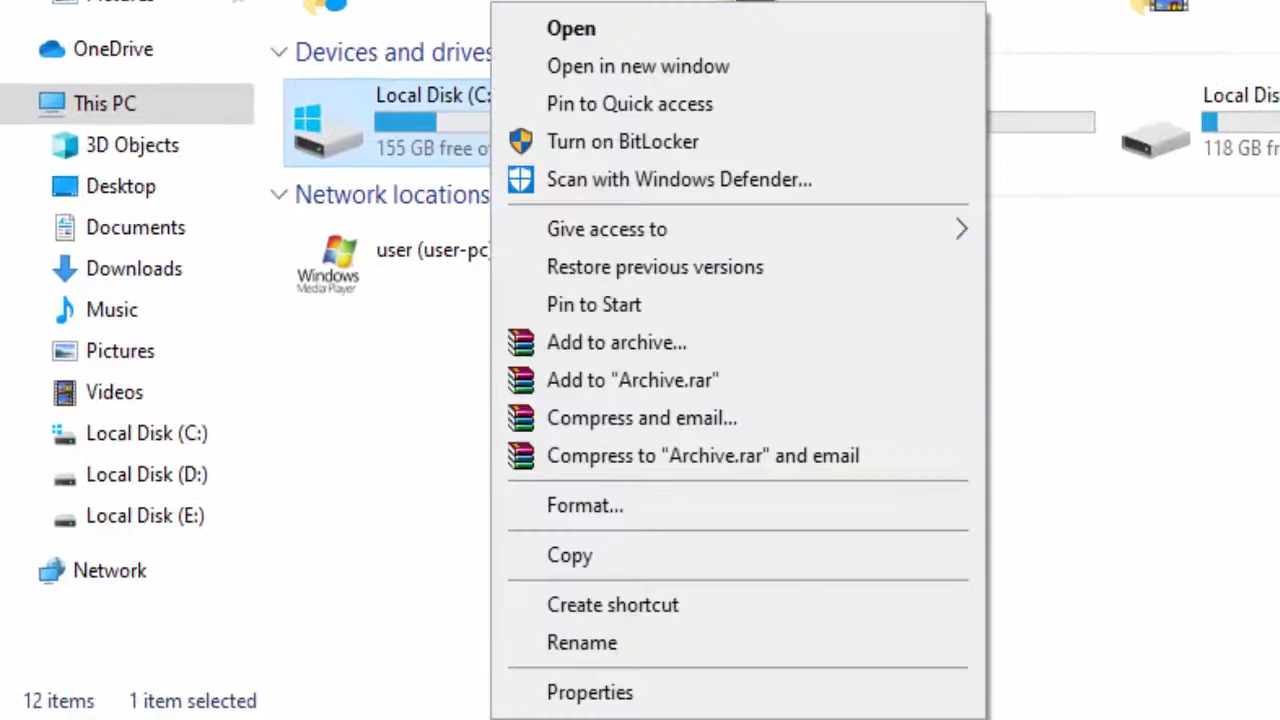 Pictures
OneDrive
This PC
3D Objects
Desktop
Documents
Downloads
Music
Pictures
Videos
Local Disk (C:)
Local Disk (D:)
Local Disk (E:)
Network
12 items 1 item selected
Devices and drives
Local Disk (C:
155 GB free o
Network locations
user (user-pc)
Windows
Media Player
Open
Open in new window
Pin to Quick access
Turn on BitLocker
Scan with Windows Defender...
Give access to
Restore previous versions
Pin to Start
Add to archive...
Add to "Archive.rar"
Compress and email...
Compress to "Archive.rar" and email
Format...
Copy
Create shortcut
Rename
Properties
Local Dis
118 GB fr